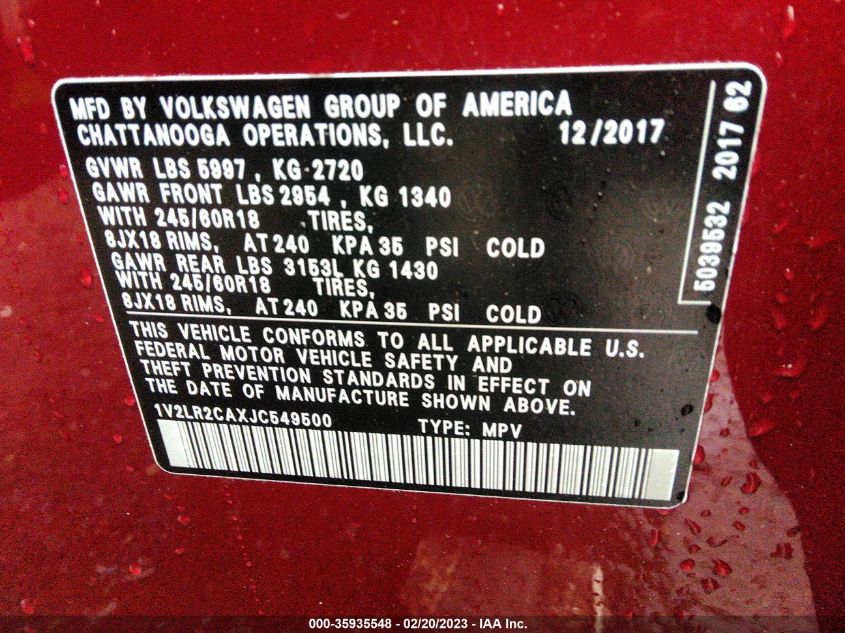 MFD BY VOLKSWAGEN GROUP OF AMERICA
CHATTANOOGA OPERATIONS, LLC. 12/2017
GVWR LBS 5997 , KG 2720
GAWR FRONT LBS 2954 , KG 1340
WITH 245/60R18 TIRES,
8JX18 RIMS, AT 240 KPA 35 PSI COLD
GAWR REAR LBS 3153L KG 1430
WITH 245/60R18 TIRES,
8JX18 RIMS, AT 240 KPA 35 PSI COLD
5039532 2017 62
THIS VEHICLE CONFORMS TO ALL APPLICABLE U.S.
FEDERAL MOTOR VEHICLE SAFETY AND
THEFT PREVENTION STANDARDS IN EFFECT ON
THE DATE OF MANUFACTURE SHOWN ABOVE.
1V2LR2CAXJC549500 TYPE: MPV
000-35935548 - 02/20/2023 - IAA Inc.